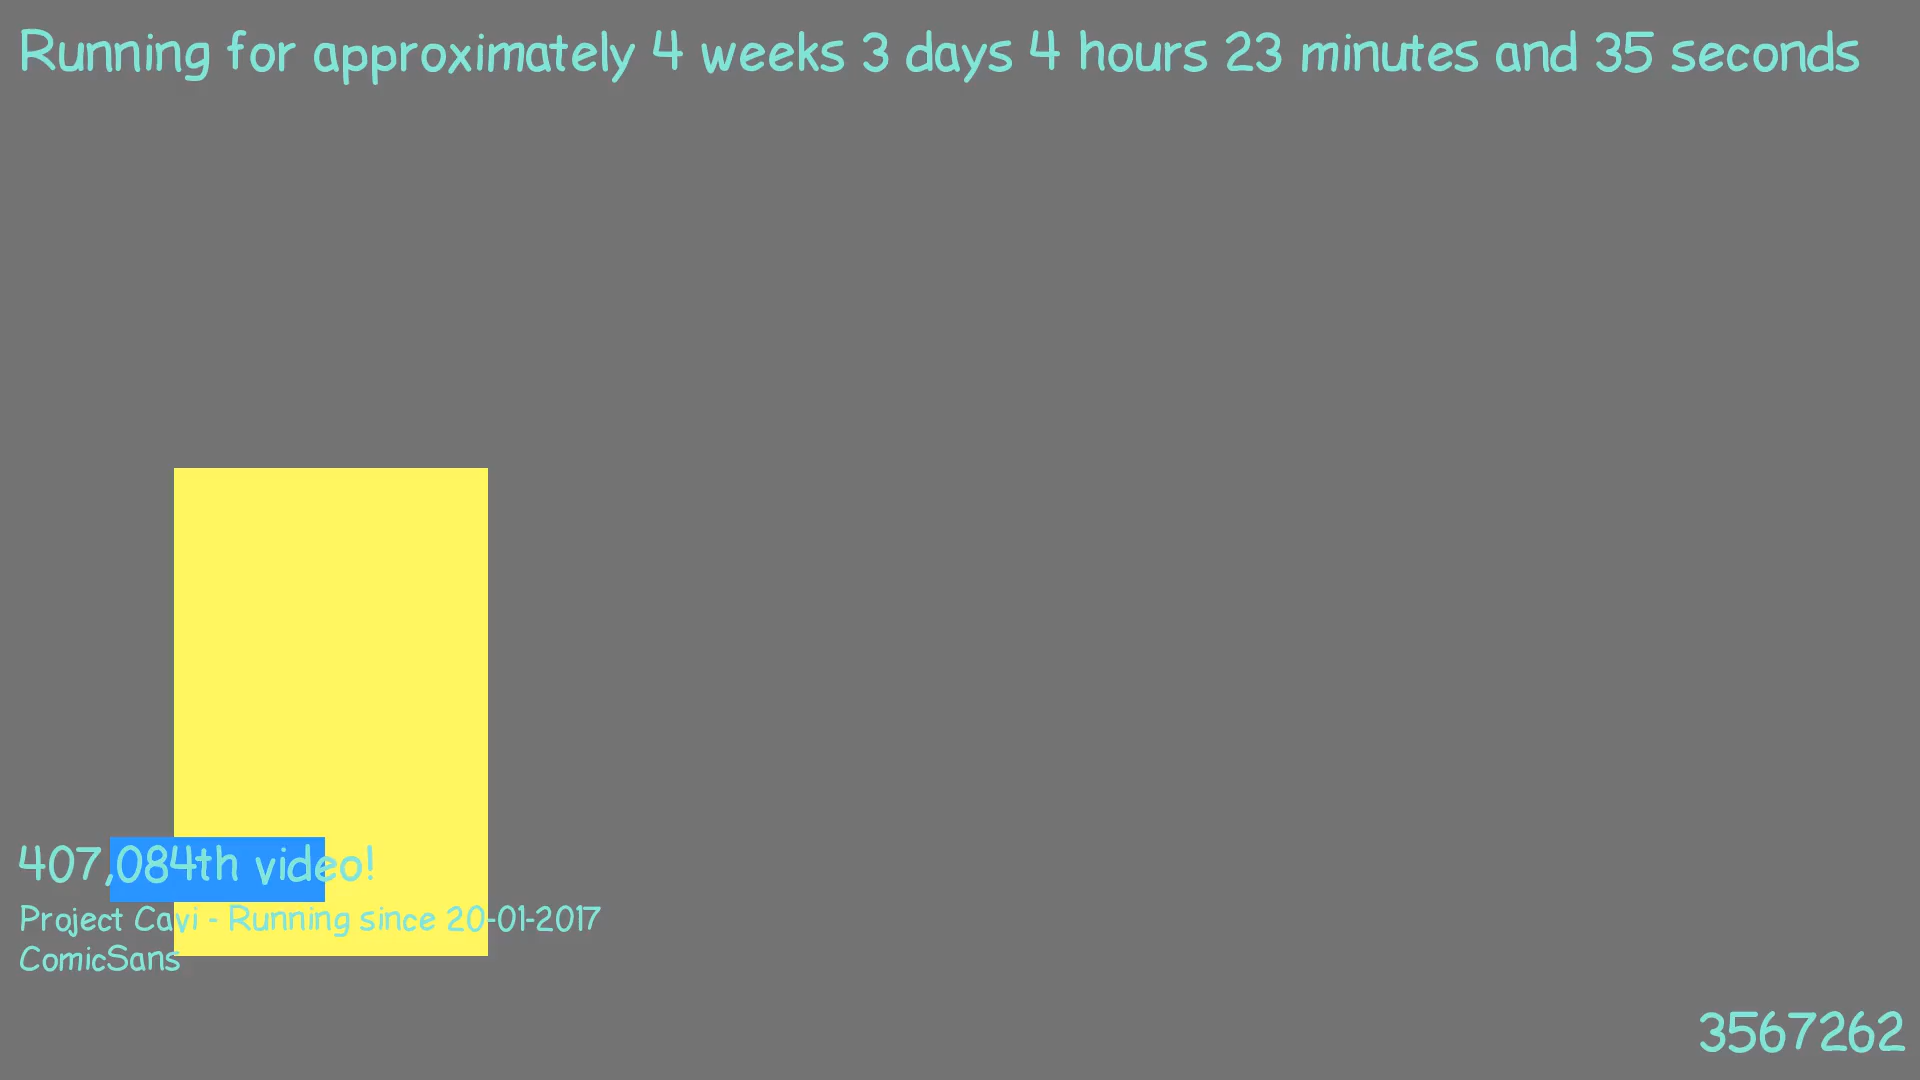 Running for approximately 4 weeks 3 days 4 hours 23 minutes and 35 seconds
407,084th video!
Project Cavi - Running since 20-01-2017
ComicSans
3567262